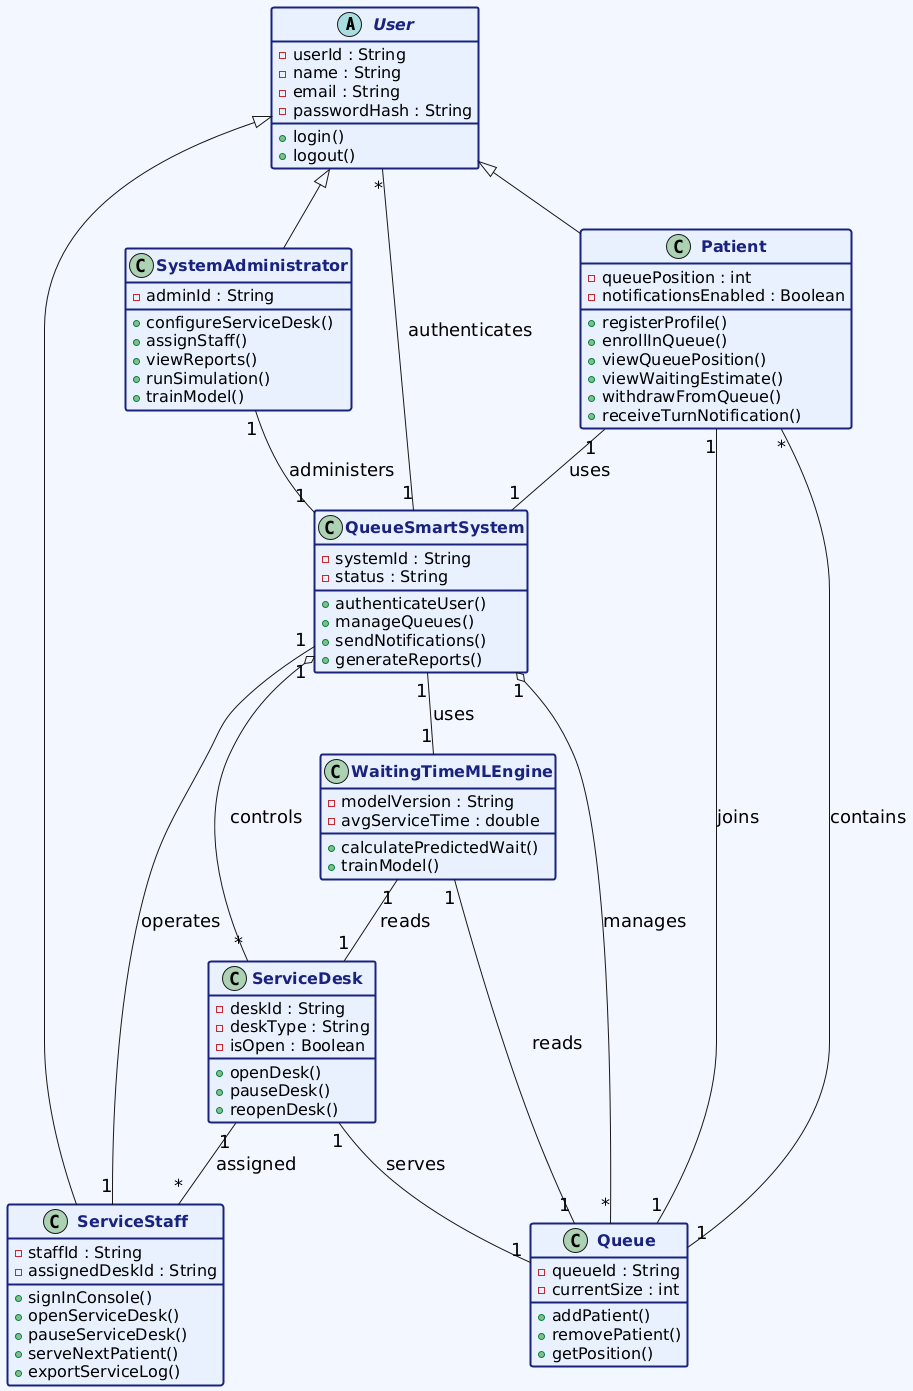 A User
userId : String
name : String
email : String
passwordHash : String
login()
logout()
*
C Patient
queuePosition : int
notificationsEnabled : Boolean
registerProfile()
enrollInQueue()
viewQueuePosition()
viewWaitingEstimate()
withdrawFromQueue()
receiveTurnNotification()
C SystemAdministrator
adminId : String
configureServiceDesk()
assignStaff()
viewReports()
runSimulation()
trainModel()
authenticates
1
1
1
*
administers
uses
1
1
1
C QueueSmartSystem
systemId : String
status : String
authenticateUser()
manageQueues()
sendNotifications()
generateReports()
1
1
1
1
uses
1
C WaitingTimeMLEngine
modelVersion : String
avgServiceTime : double
calculatePredictedWait()
trainModel()
controls
joins
contains
1
1
operates
reads
manages
*
1
C ServiceDesk
deskId : String
deskType : String
isOpen : Boolean
openDesk()
pauseDesk()
reopenDesk()
reads
1
1
assigned
serves
1
*
1
*
1
1
1
C ServiceStaff
staffId : String
assignedDeskId : String
signInConsole()
openServiceDesk()
pauseServiceDesk()
serveNextPatient()
exportServiceLog()
C Queue
queueId : String
currentSize : int
addPatient()
removePatient()
getPosition()